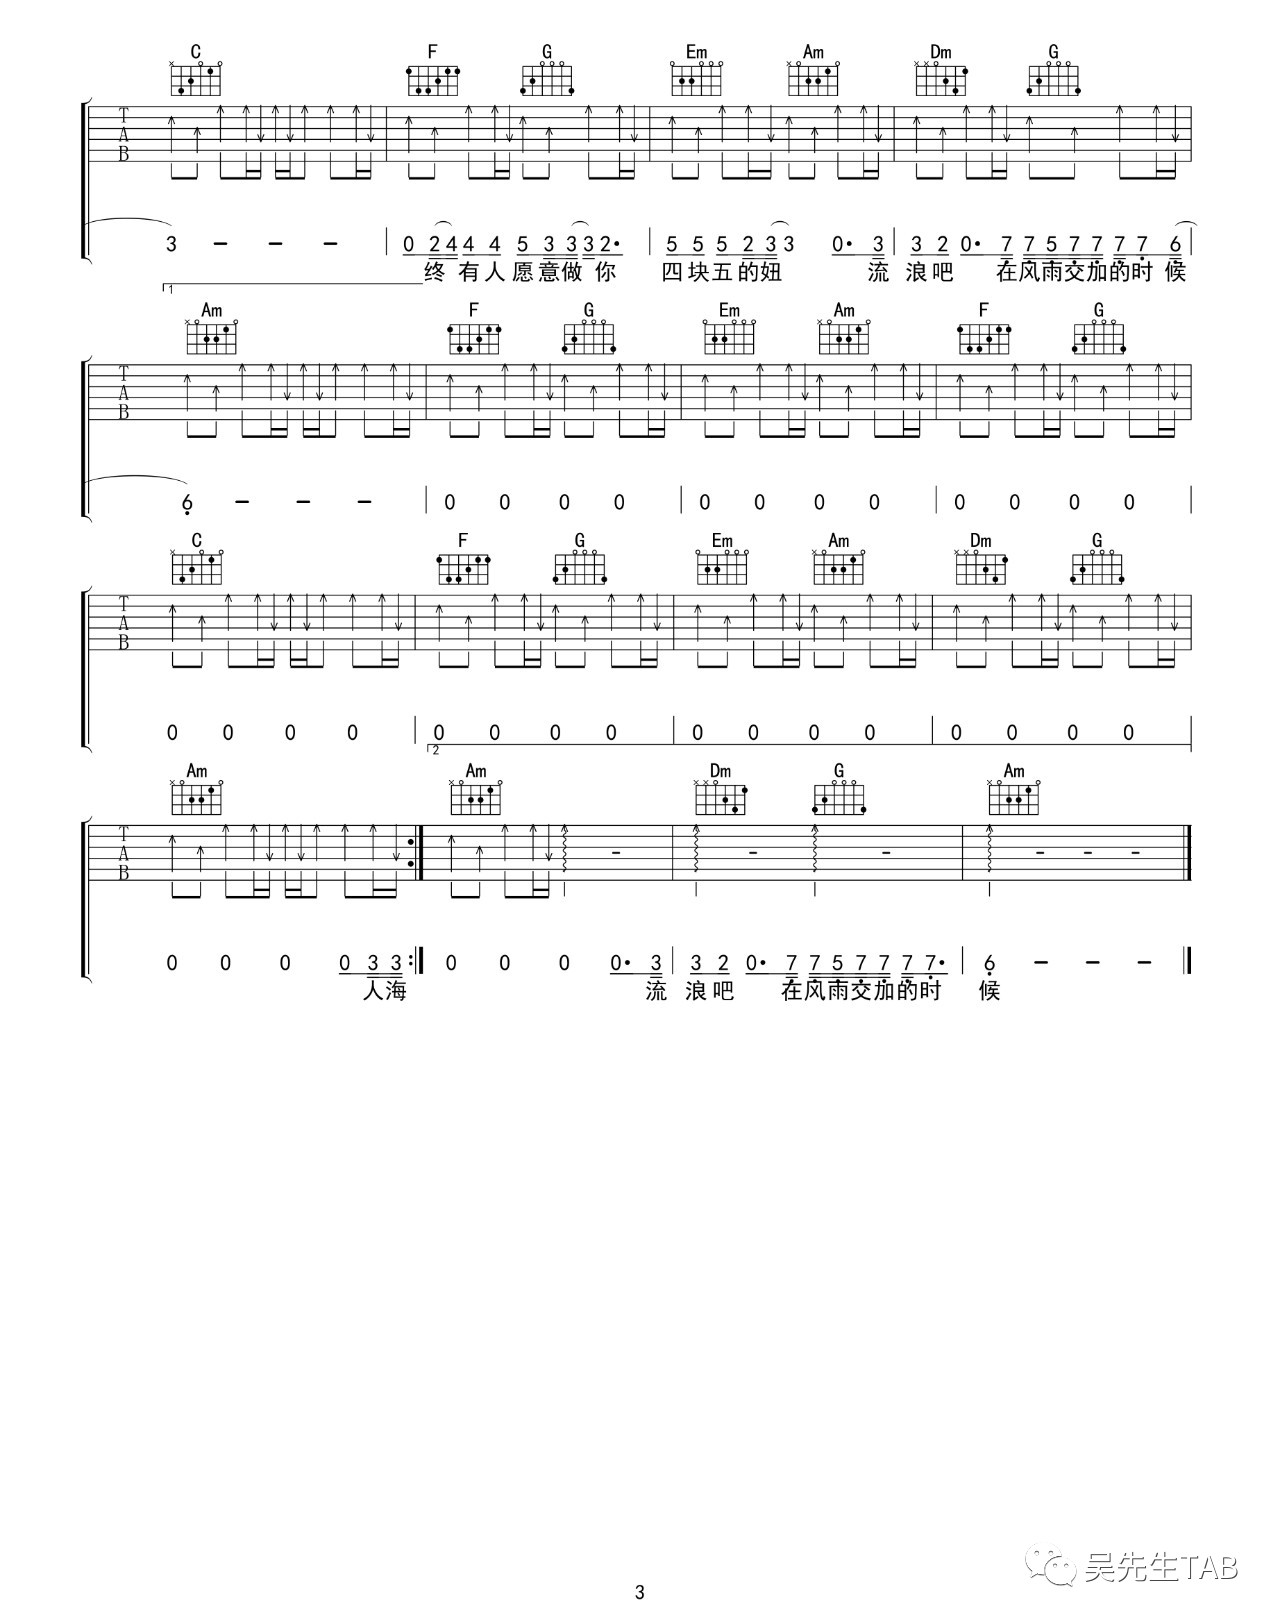 C F G Em Am Dm G
T A B
3 – – – 0 2 4 4 4 5 3 3 3 2· 5 5 5 2 3 3 0· 3 3 2 0· 7 7 5 7 7 7 7 6
终 有 人 愿 意 做 你 四 块 五 的 妞 流 浪 吧 在 风 雨 交 加 的 时 候
1
Am F G Em Am F G
T A B
6 – – – 0 0 0 0 0 0 0 0 0 0 0 0
C F G Em Am Dm G
T A B
0 0 0 0 0 0 0 0 0 0 0 0 0 0 0 0
2
Am Am Dm G Am
T A B
0 0 0 0 3 3 0 0 0 0· 3 3 2 0· 7 7 5 7 7 7 7· 6 – – –
人 海 流 浪 吧 在 风 雨 交 加 的 时 候
吴先生TAB
3